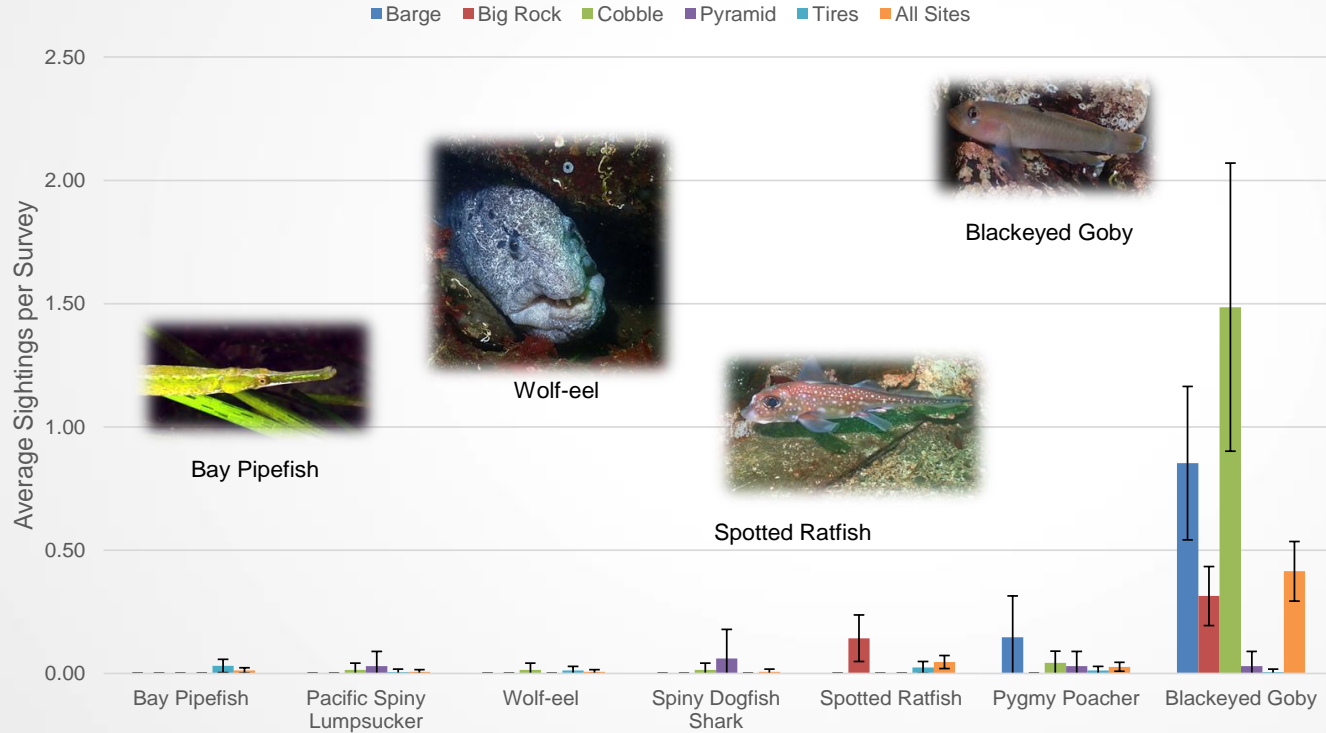 Barge Big Rock Cobble Pyramid Tires All Sites
2.50
2.00
1.50
1.00
0.50
0.00
Average Sightings per Survey
Blackeyed Goby
Wolf-eel
Bay Pipefish
Spotted Ratfish
Bay Pipefish
Pacific Spiny
Lumpsucker
Wolf-eel
Spiny Dogfish
Shark
Spotted Ratfish
Pygmy Poacher
Blackeyed Goby